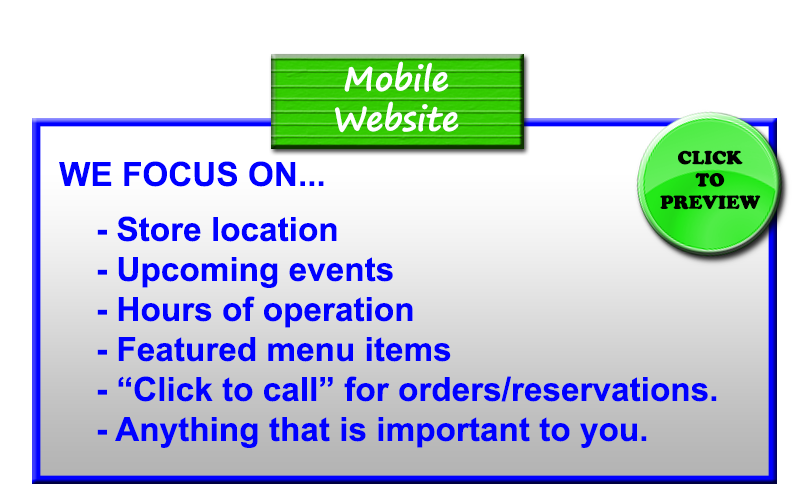 Mobile
Website
CLICK
TO
PREVIEW
WE FOCUS ON...
- Store location
- Upcoming events
- Hours of operation
- Featured menu items
- “Click to call” for orders/reservations.
- Anything that is important to you.